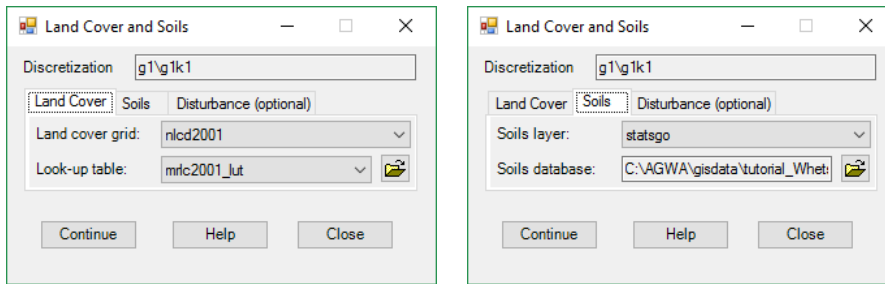 Land Cover and Soils
Discretization g1\g1k1
Land Cover Soils Disturbance (optional)
Land cover grid: nlcd2001
Look-up table: mrlc2001_lut
Continue Help Close
Land Cover and Soils
Discretization g1\g1k1
Land Cover Soils Disturbance (optional)
Soils layer: statsgo
Soils database: C:\AGWA\gisdata\tutorial_Whets
Continue Help Close